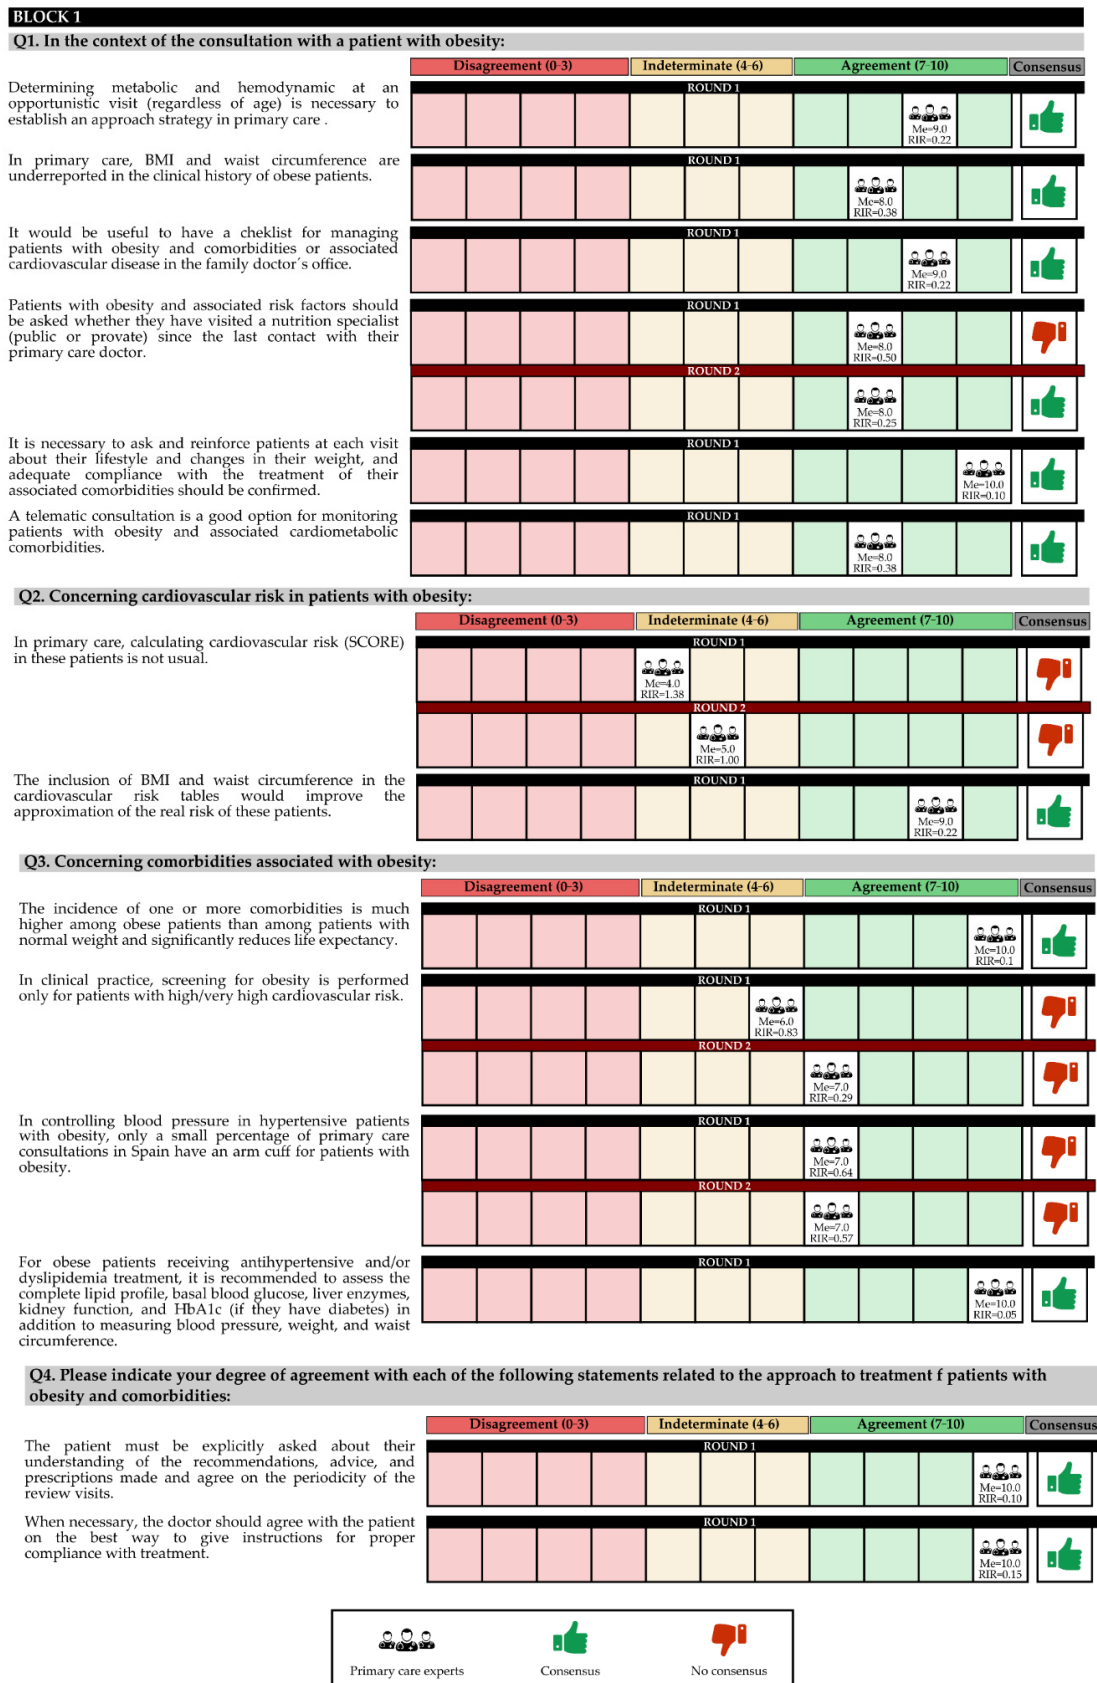 BLOCK 1
Q1. In the context of the consultation with a patient with obesity:
Disagreement (0-3) Indeterminate (4-6) Agreement (7-10) Consensus
Determining metabolic and hemodynamic at an
opportunistic visit (regardless of age) is necessary to
establish an approach strategy in primary care .
ROUND 1
Me=9.0
RIR=0.22
In primary care, BMI and waist circumference are
underreported in the clinical history of obese patients.
ROUND 1
Me=8.0
RIR=0.38
It would be useful to have a cheklist for managing
patients with obesity and comorbidities or associated
cardiovascular disease in the family doctor´s office.
ROUND 1
Me=9.0
RIR=0.22
Patients with obesity and associated risk factors should
be asked whether they have visited a nutrition specialist
(public or provate) since the last contact with their
primary care doctor.
ROUND 1
Me=8.0
RIR=0.50
ROUND 2
Me=8.0
RIR=0.25
It is necessary to ask and reinforce patients at each visit
about their lifestyle and changes in their weight, and
adequate compliance with the treatment of their
associated comorbidities should be confirmed.
ROUND 1
Me=10.0
RIR=0.10
A telematic consultation is a good option for monitoring
patients with obesity and associated cardiometabolic
comorbidities.
ROUND 1
Me=8.0
RIR=0.38
Q2. Concerning cardiovascular risk in patients with obesity:
Disagreement (0-3) Indeterminate (4-6) Agreement (7-10) Consensus
In primary care, calculating cardiovascular risk (SCORE)
in these patients is not usual.
ROUND 1
Me=4.0
RIR=1.38
ROUND 2
Me=5.0
RIR=1.00
The inclusion of BMI and waist circumference in the
cardiovascular risk tables would improve the
approximation of the real risk of these patients.
ROUND 1
Me=9.0
RIR=0.22
Q3. Concerning comorbidities associated with obesity:
Disagreement (0-3) Indeterminate (4-6) Agreement (7-10) Consensus
The incidence of one or more comorbidities is much
higher among obese patients than among patients with
normal weight and significantly reduces life expectancy.
ROUND 1
Me=10.0
RIR=0.1
In clinical practice, screening for obesity is performed
only for patients with high/very high cardiovascular risk.
ROUND 1
Me=6.0
RIR=0.83
ROUND 2
Me=7.0
RIR=0.29
In controlling blood pressure in hypertensive patients
with obesity, only a small percentage of primary care
consultations in Spain have an arm cuff for patients with
obesity.
ROUND 1
Me=7.0
RIR=0.64
ROUND 2
Me=7.0
RIR=0.57
For obese patients receiving antihypertensive and/or
dyslipidemia treatment, it is recommended to assess the
complete lipid profile, basal blood glucose, liver enzymes,
kidney function, and HbA1c (if they have diabetes) in
addition to measuring blood pressure, weight, and waist
circumference.
ROUND 1
Me=10.0
RIR=0.05
Q4. Please indicate your degree of agreement with each of the following statements related to the approach to treatment f patients with
obesity and comorbidities:
Disagreement (0-3) Indeterminate (4-6) Agreement (7-10) Consensus
The patient must be explicitly asked about their
understanding of the recommendations, advice, and
prescriptions made and agree on the periodicity of the
review visits.
ROUND 1
Me=10.0
RIR=0.10
When necessary, the doctor should agree with the patient
on the best way to give instructions for proper
compliance with treatment.
ROUND 1
Me=10.0
RIR=0.15
Primary care experts Consensus No consensus